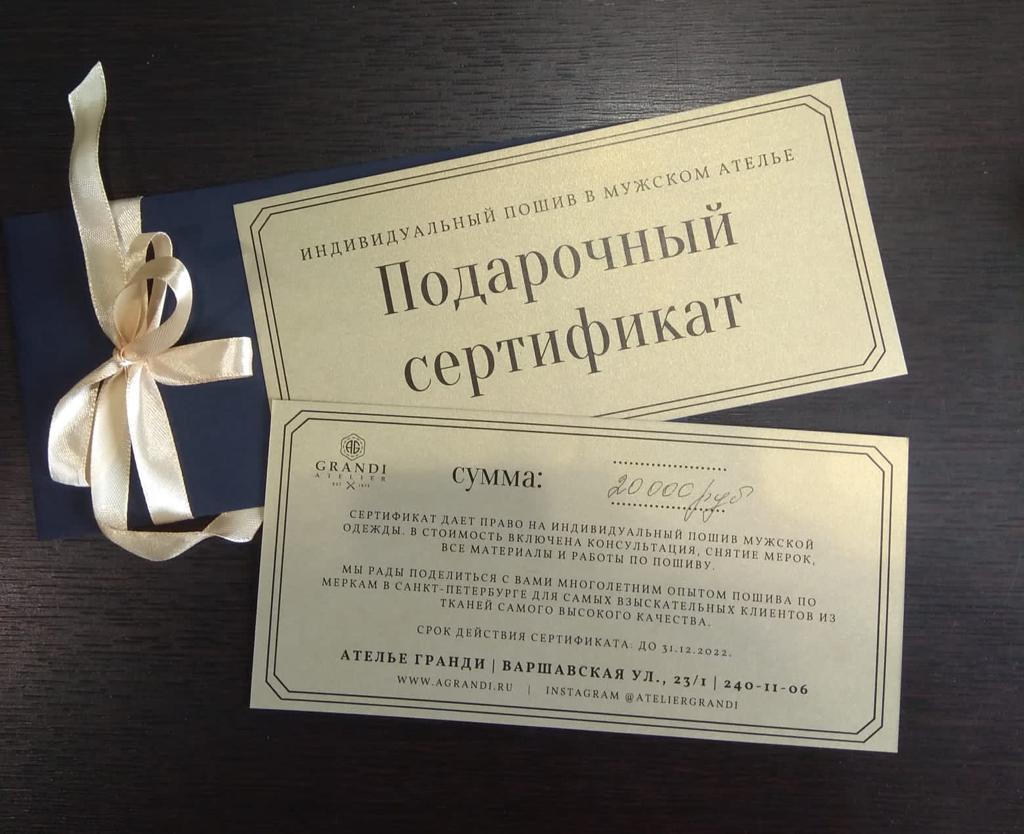 ИНДИВИДУАЛЬНЫЙ ПОШИВ В МУЖСКОМ АТЕЛЬЕ
Подарочный
сертификат
AG
GRANDI
ATELIER
сумма:
20 000 руб
СЕРТИФИКАТ ДАЕТ ПРАВО НА ИНДИВИДУАЛЬНЫЙ ПОШИВ МУЖСКОЙ
ОДЕЖДЫ. В СТОИМОСТЬ ВКЛЮЧЕНА КОНСУЛЬТАЦИЯ, СНЯТИЕ МЕРОК,
ВСЕ МАТЕРИАЛЫ И РАБОТЫ ПО ПОШИВУ.
МЫ РАДЫ ПОДЕЛИТЬСЯ С ВАМИ МНОГОЛЕТНИМ ОПЫТОМ ПОШИВА ПО
МЕРКАМ В САНКТ-ПЕТЕРБУРГЕ ДЛЯ САМЫХ ВЗЫСКАТЕЛЬНЫХ КЛИЕНТОВ ИЗ
ТКАНЕЙ САМОГО ВЫСОКОГО КАЧЕСТВА.
СРОК ДЕЙСТВИЯ СЕРТИФИКАТА: ДО 31.12.2022.
АТЕЛЬЕ ГРАНДИ | ВАРШАВСКАЯ УЛ., 23/1 | 240-11-06
WWW.AGRANDI.RU | INSTAGRAM @ATELIERGRANDI